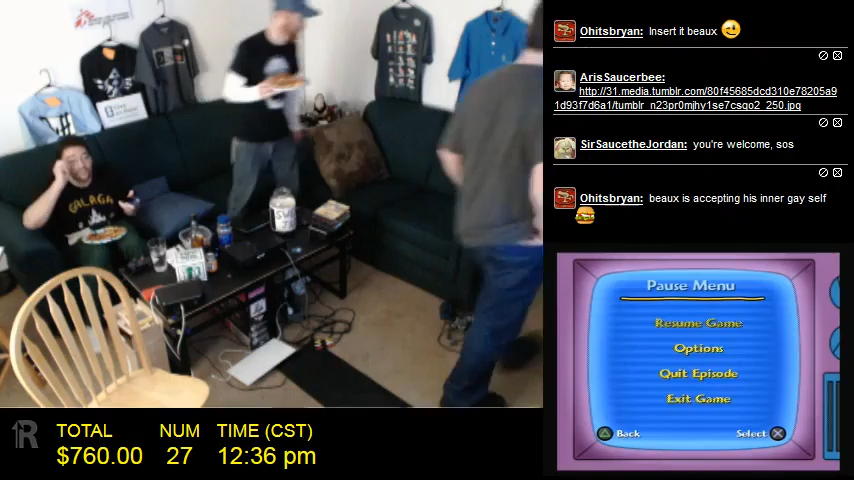 Ohitsbryan: Insert it beaux
ArisSaucerbee:
http://31.media.tumblr.com/80f45685dcd310e78205a9
1d93f7d6a1/tumblr_n23pr0mjhy1se7csgo2_250.jpg
SirSaucetheJordan: you're welcome, sos
Ohitsbryan: beaux is accepting his inner gay self
GALAGA
Pause Menu
Resume Game
Options
Quit Episode
Exit Game
Back
Select
R
TOTAL NUM TIME (CST)
$760.00 27 12:36 pm